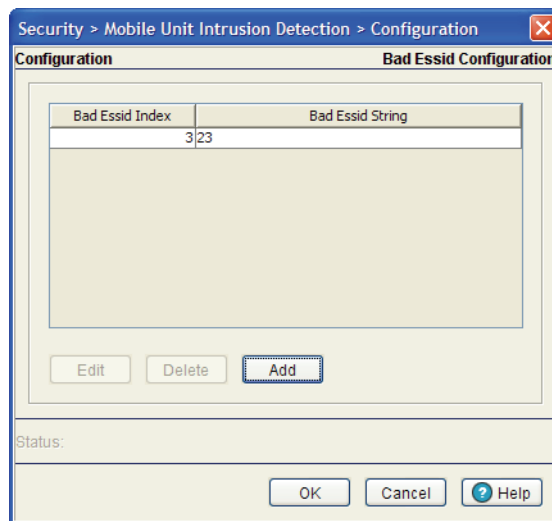 Security > Mobile Unit Intrusion Detection > Configuration
Configuration Bad Essid Configuration
Bad Essid Index Bad Essid String
3 23
Edit Delete Add
Status:
OK Cancel ? Help